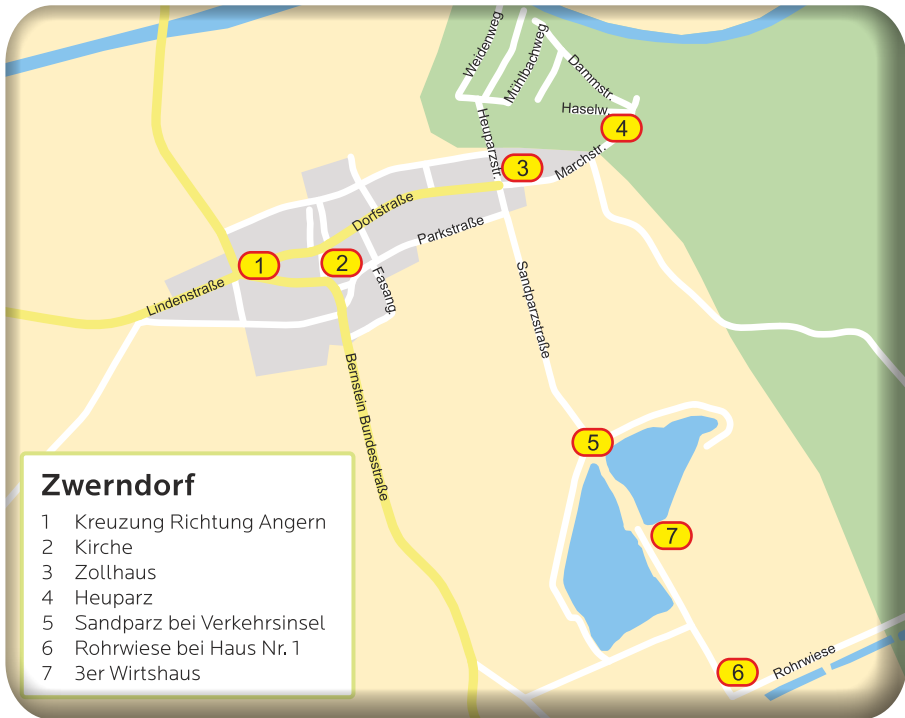 Weidenweg
Mühlbachweg
Dammstr.
Haselw.
4
Heuparzstr.
3
Marchstr.
Dorfstraße
Parkstraße
1
2
Fasang.
Lindenstraße
Sandparzstraße
Bernstein Bundesstraße
5
7
6
Rohrwiese
Zwerndorf
1 Kreuzung Richtung Angern
2 Kirche
3 Zollhaus
4 Heuparz
5 Sandparz bei Verkehrsinsel
6 Rohrwiese bei Haus Nr. 1
7 3er Wirtshaus